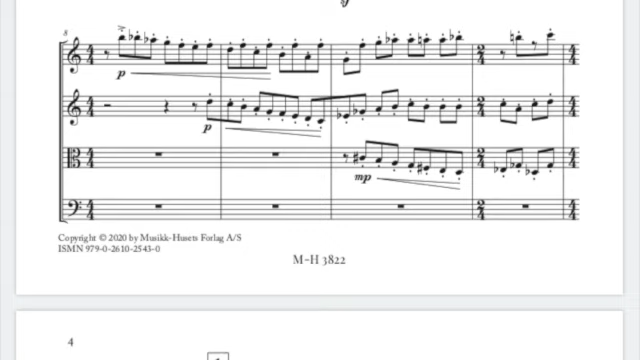 8
p
p
mp
Copyright © 2020 by Musikk-Husets Forlag A/S
ISMN 979-0-2610-2543-0
M-H 3822
4